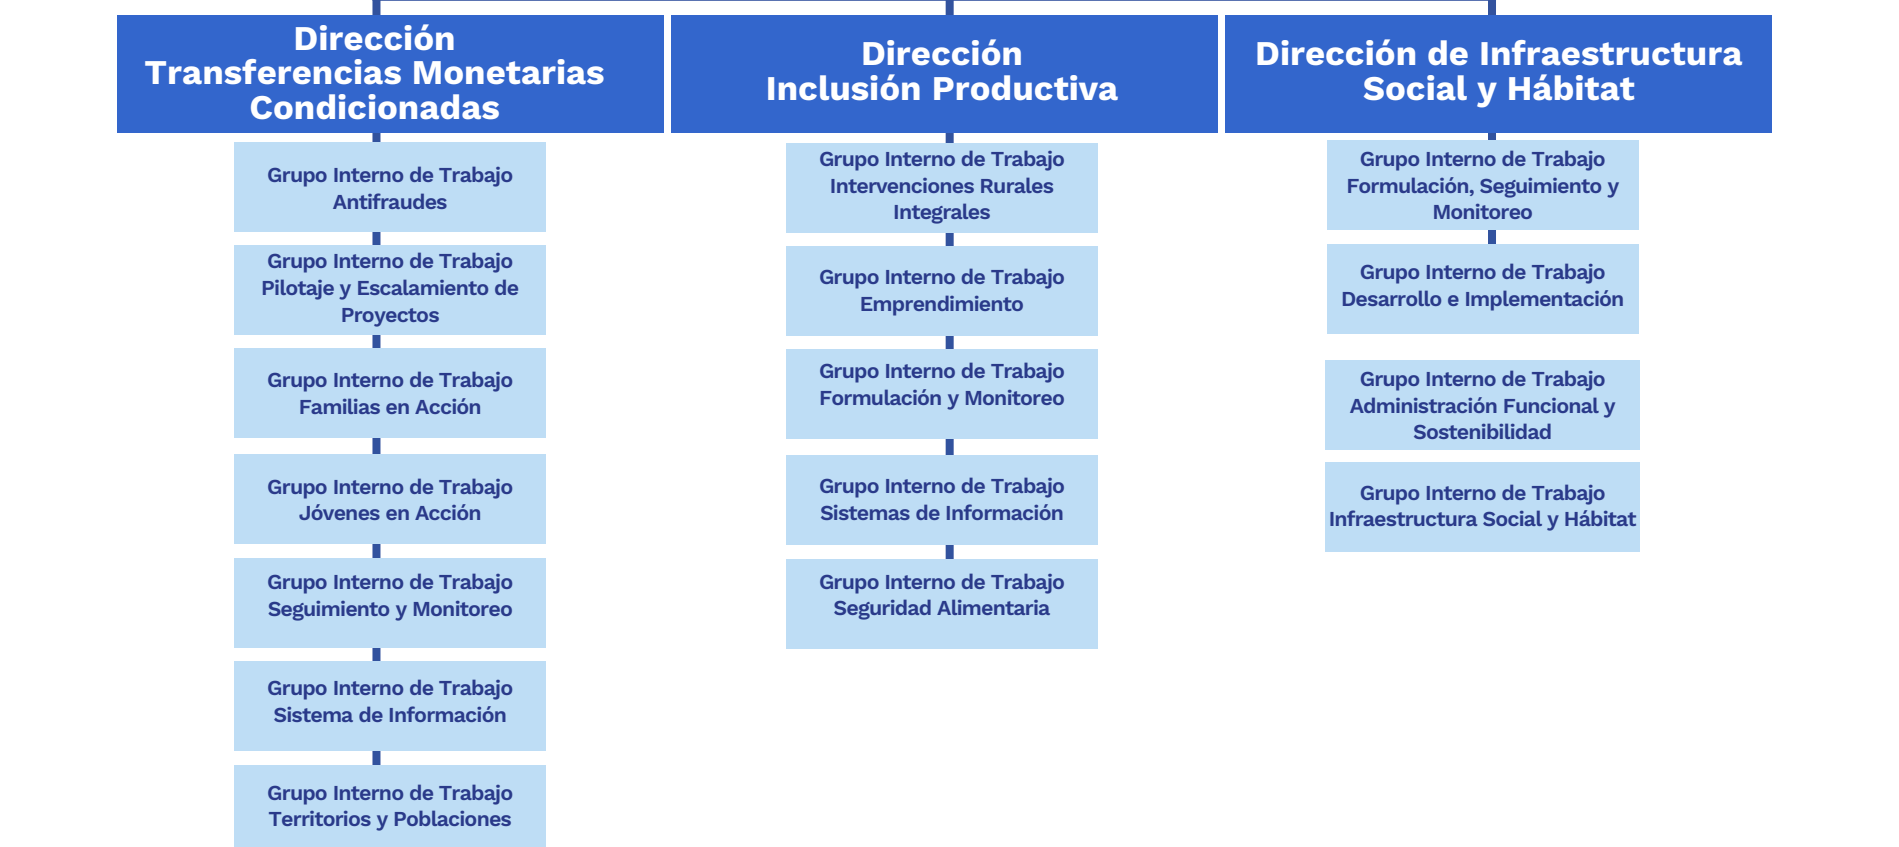 Dirección
Transferencias Monetarias
Condicionadas
Grupo Interno de Trabajo
Antifraudes
Grupo Interno de Trabajo
Pilotaje y Escalamiento de
Proyectos
Grupo Interno de Trabajo
Familias en Acción
Grupo Interno de Trabajo
Jóvenes en Acción
Grupo Interno de Trabajo
Seguimiento y Monitoreo
Grupo Interno de Trabajo
Sistema de Información
Grupo Interno de Trabajo
Territorios y Poblaciones
Dirección
Inclusión Productiva
Grupo Interno de Trabajo
Intervenciones Rurales
Integrales
Grupo Interno de Trabajo
Emprendimiento
Grupo Interno de Trabajo
Formulación y Monitoreo
Grupo Interno de Trabajo
Sistemas de Información
Grupo Interno de Trabajo
Seguridad Alimentaria
Dirección de Infraestructura
Social y Hábitat
Grupo Interno de Trabajo
Formulación, Seguimiento y
Monitoreo
Grupo Interno de Trabajo
Desarrollo e Implementación
Grupo Interno de Trabajo
Administración Funcional y
Sostenibilidad
Grupo Interno de Trabajo
Infraestructura Social y Hábitat